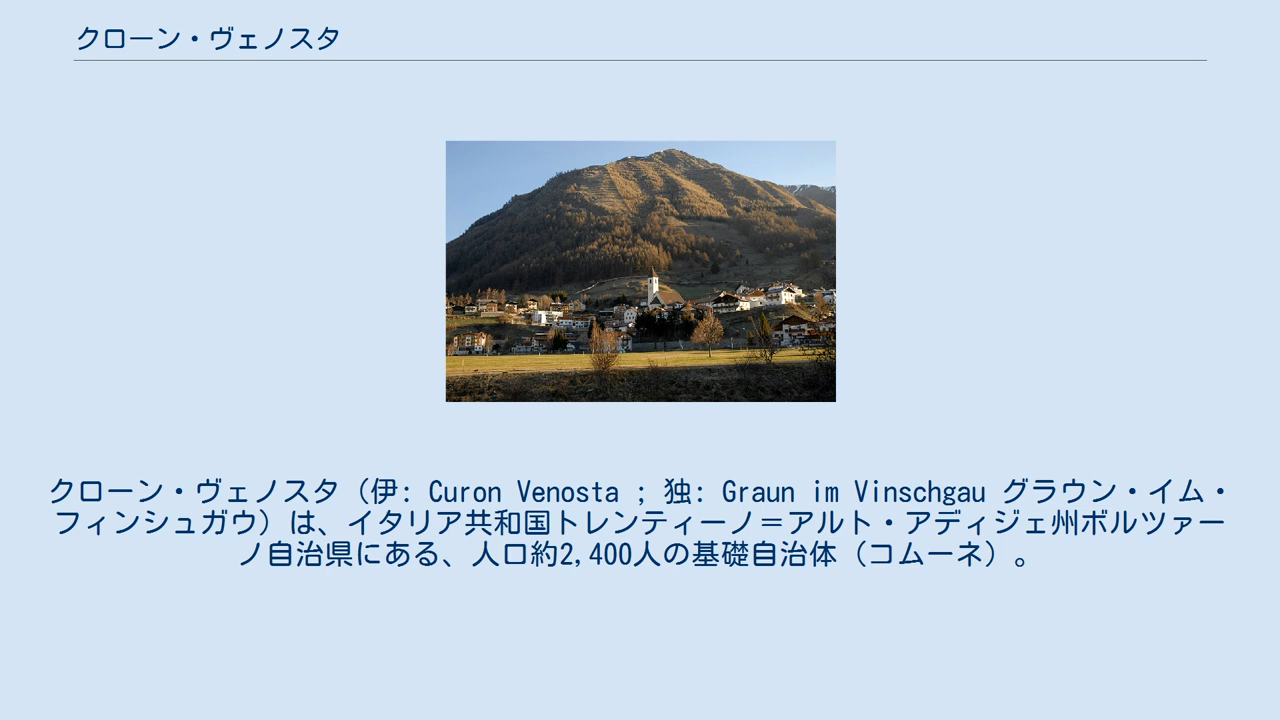 クローン・ヴェノスタ
クローン・ヴェノスタ（伊: Curon Venosta ; 独: Graun im Vinschgau グラウン・イム・
フィンシュガウ）は、イタリア共和国トレンティーノ＝アルト・アディジェ州ボルツァー
ノ自治県にある、人口約2,400人の基礎自治体（コムーネ）。